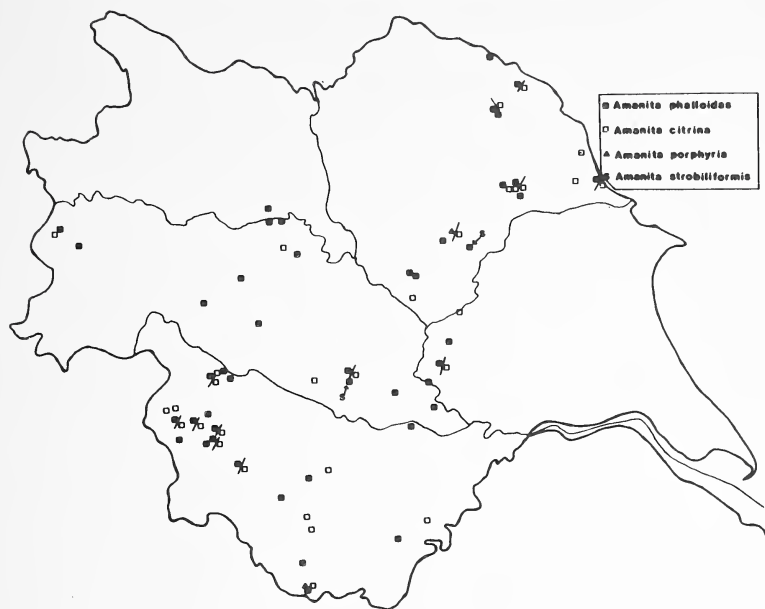 Amanita phalloides
Amanita citrina
Amanita porphyria
Amanita strobiliformis
S
S